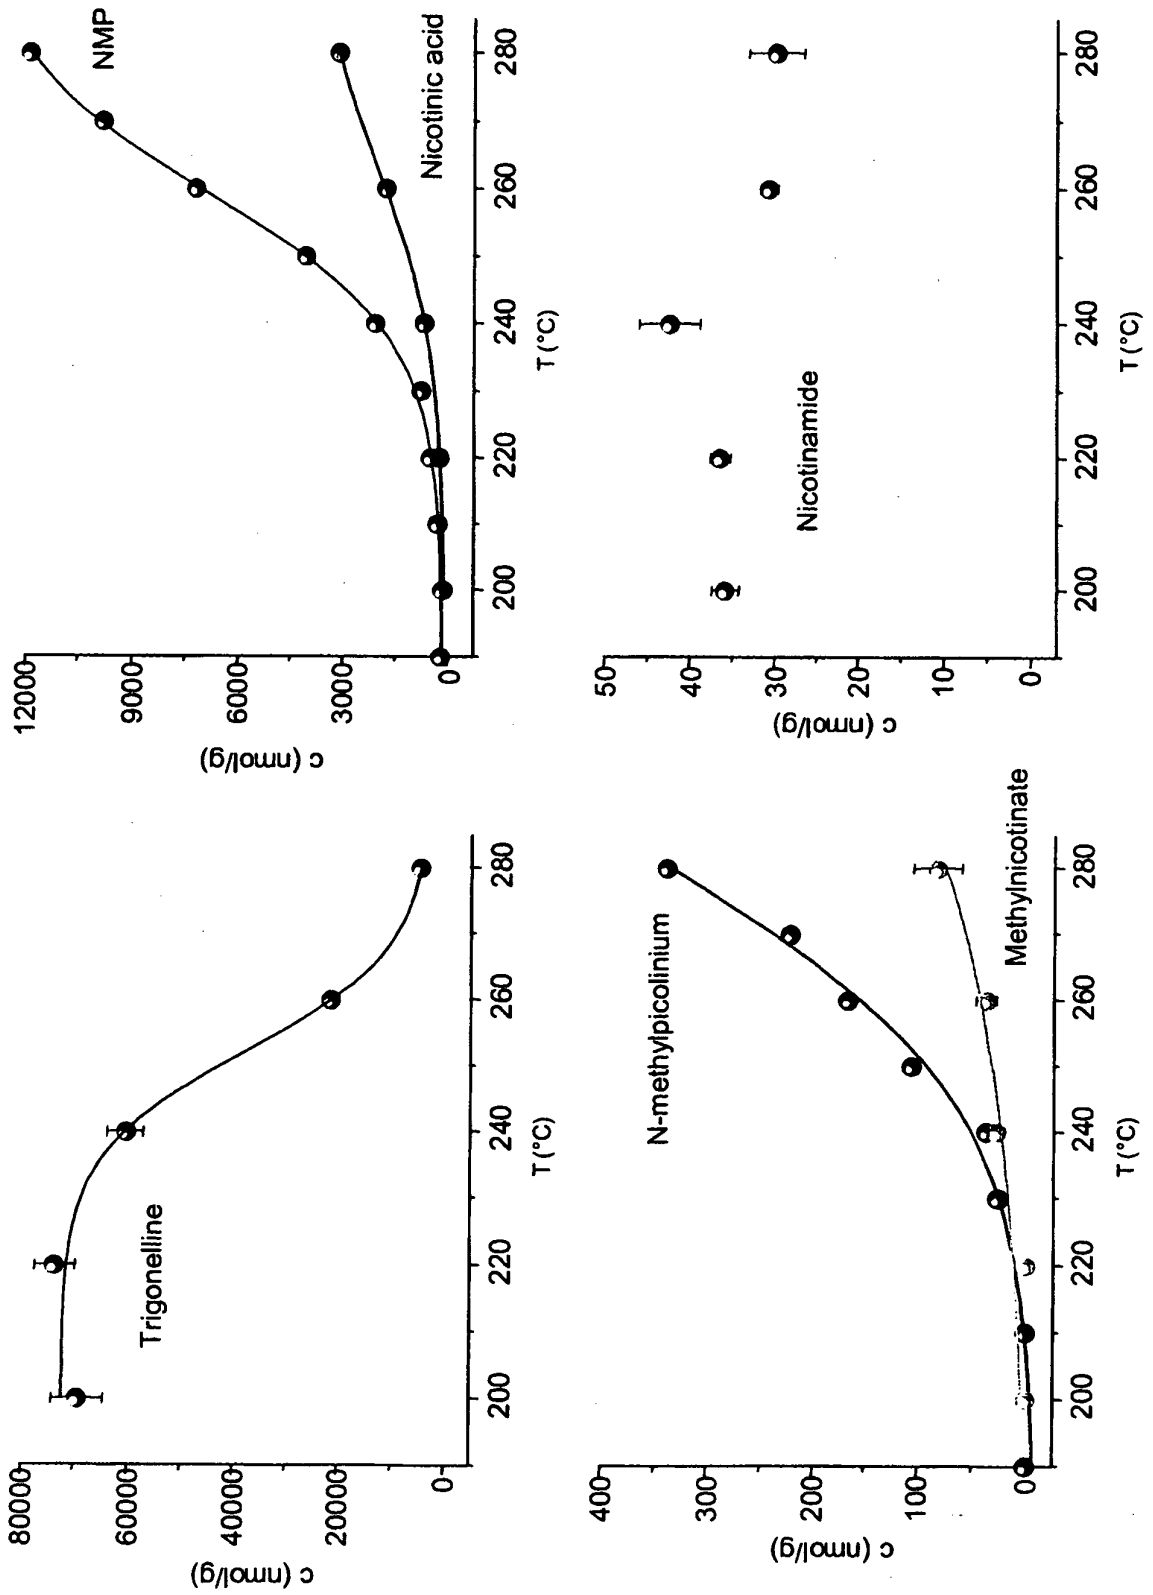 80000
60000
40000
20000
0
c (nmol/g)
Trigonelline
200
220
240
260
280
T (°C)
12000
9000
6000
3000
0
c (nmol/g)
NMP
Nicotinic acid
200
220
240
260
280
T (°C)
400
300
200
100
0
c (nmol/g)
N-methylpicolinium
Methylnicotinate
200
220
240
260
280
T (°C)
50
40
30
20
10
0
c (nmol/g)
Nicotinamide
200
220
240
260
280
T (°C)